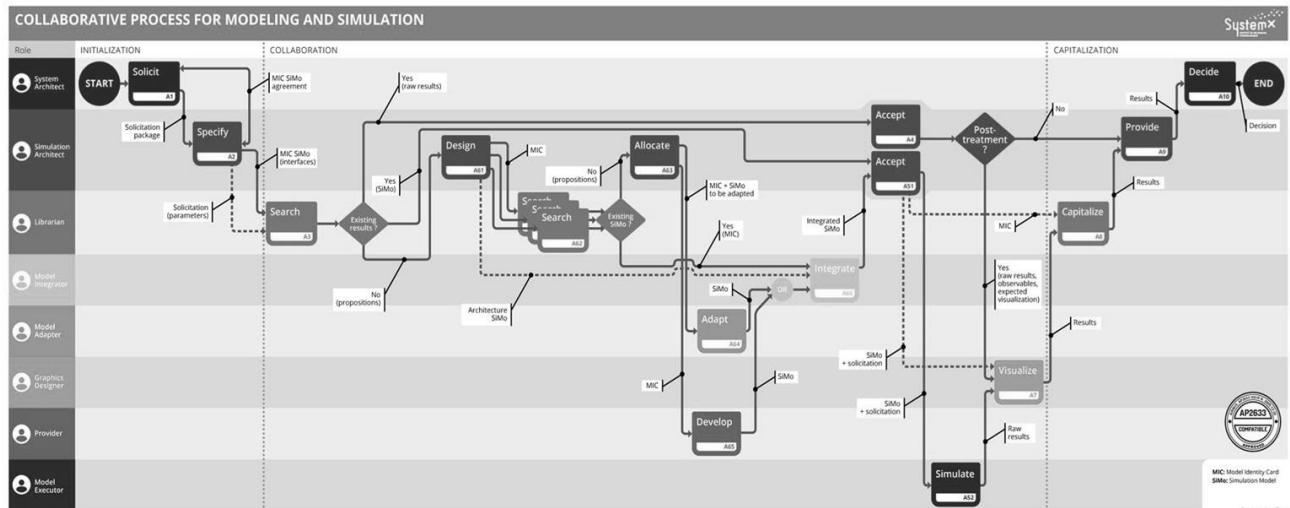 COLLABORATIVE PROCESS FOR MODELING AND SIMULATION
SystemX
Role
INITIALIZATION
COLLABORATION
CAPITALIZATION
System
Architect
START
Solicit
A1
MIC SiMo
agreement
Yes
(raw results)
Accept
A4
Decide
A10
END
Results
No
Decision
Simulation
Architect
Solicitation
package
Specify
A2
MIC SiMo
(interfaces)
Yes
(SiMo)
Design
A61
MIC
No
(propositions)
Allocate
A63
MIC + SiMo
to be adapted
Accept
A51
Post-
treatment
?
Provide
A9
Results
Librarian
Solicitation
(parameters)
Search
A3
Existing
results ?
Search
Search
Search
A62
Existing
SiMo ?
Yes
(MIC)
Integrated
SiMo
MIC
Capitalize
A8
Model
Integrator
No
(propositions)
Architecture
SiMo
SiMo
OR
Integrate
A66
Yes
(raw results,
observables,
expected
visualization)
Model
Adapter
Adapt
A64
Results
Graphics
Designer
MIC
SiMo
SiMo
+ solicitation
Visualize
A7
SiMo
+ solicitation
Provider
Develop
A65
Raw
results
AP2633
COMPATIBLE
Model
Executor
Simulate
A52
MIC: Model Identity Card
SiMo: Simulation Model